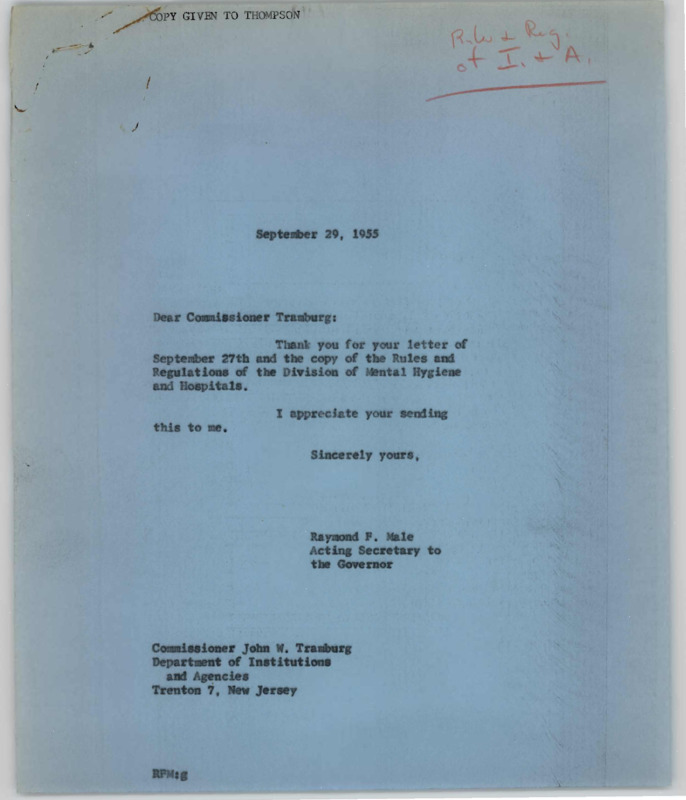 COPY GIVEN TO THOMPSON
Rule & Reg.
of I. & A.
September 29, 1955
Dear Commissioner Tramburg:
Thank you for your letter of
September 27th and the copy of the Rules and
Regulations of the Division of Mental Hygiene
and Hospitals.
I appreciate your sending
this to me.
Sincerely yours,
Raymond F. Male
Acting Secretary to
the Governor
Commissioner John W. Tramburg
Department of Institutions
and Agencies
Trenton 7, New Jersey
RFM:g